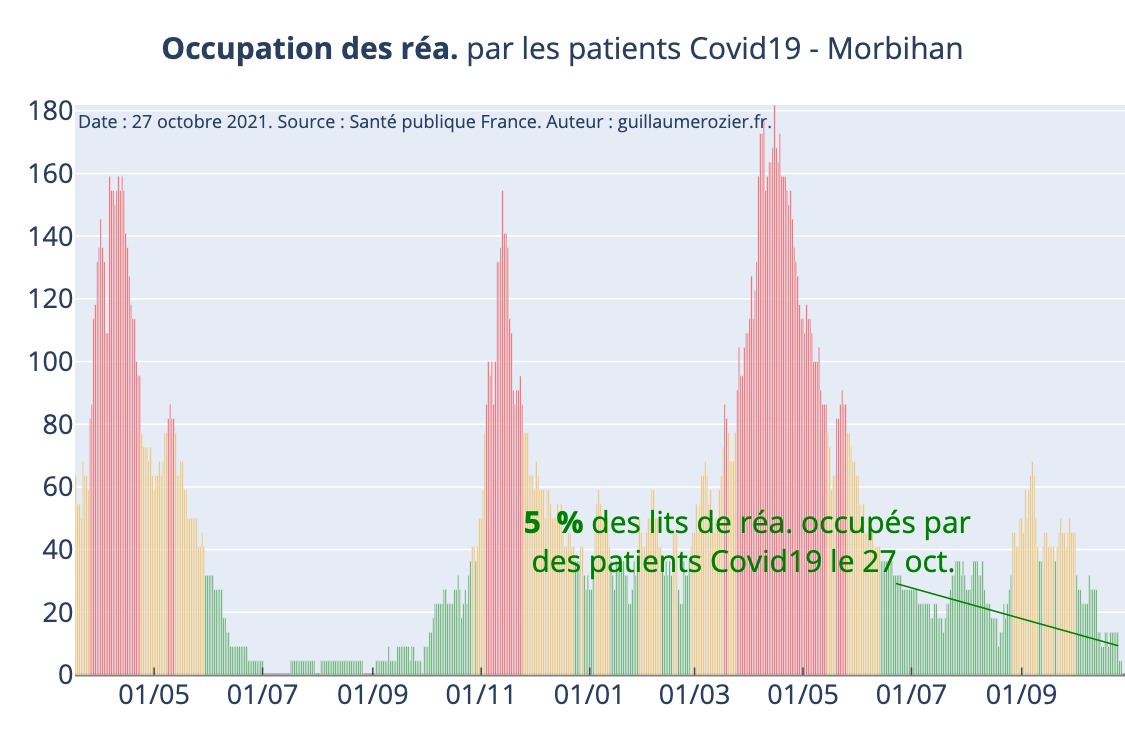 Occupation des réa. par les patients Covid19 - Morbihan
180
Date : 27 octobre 2021. Source : Santé publique France. Auteur : guillaumerozier.fr.
160
140
120
100
80
60
5 % des lits de réa. occupés par
40
des patients Covid19 le 27 oct.
20
0
01/05 01/07 01/09 01/11 01/01 01/03 01/05 01/07 01/09